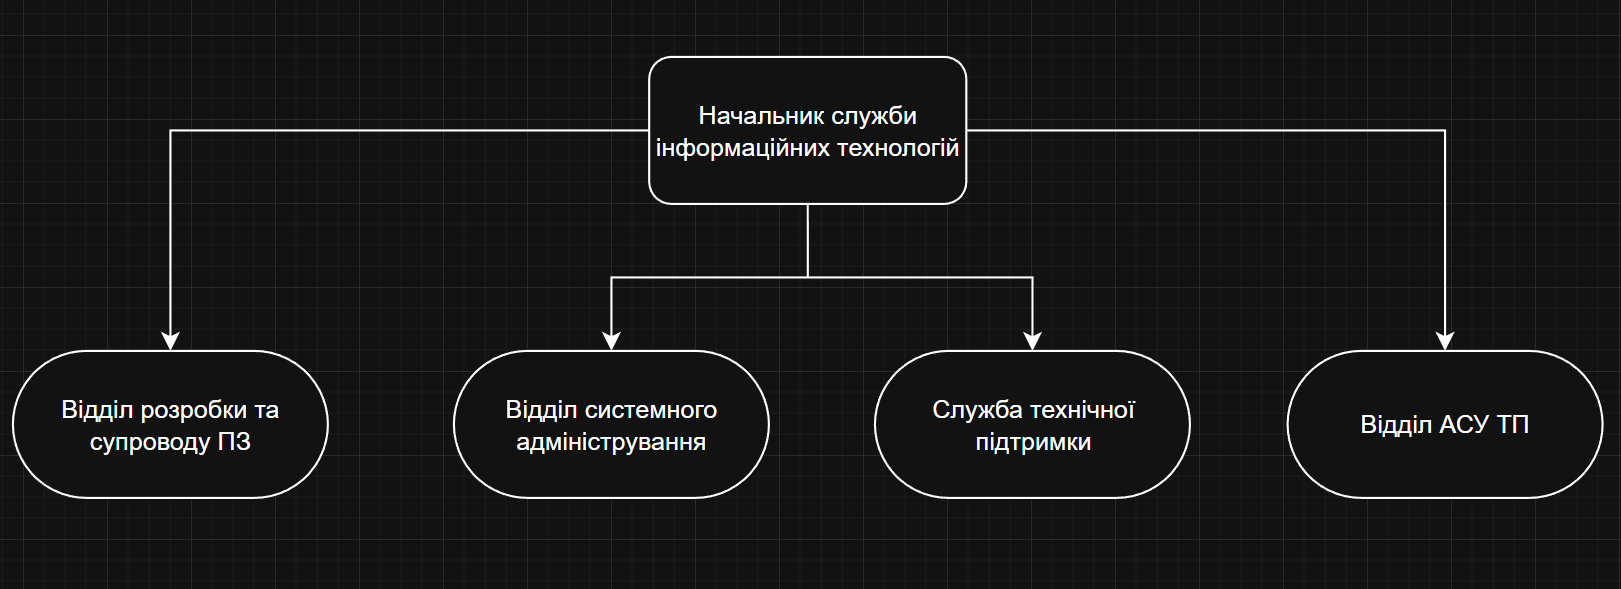 Начальник служби
інформаційних технологій
Відділ розробки та
супроводу ПЗ
Відділ системного
адміністрування
Служба технічної
підтримки
Відділ АСУ ТП